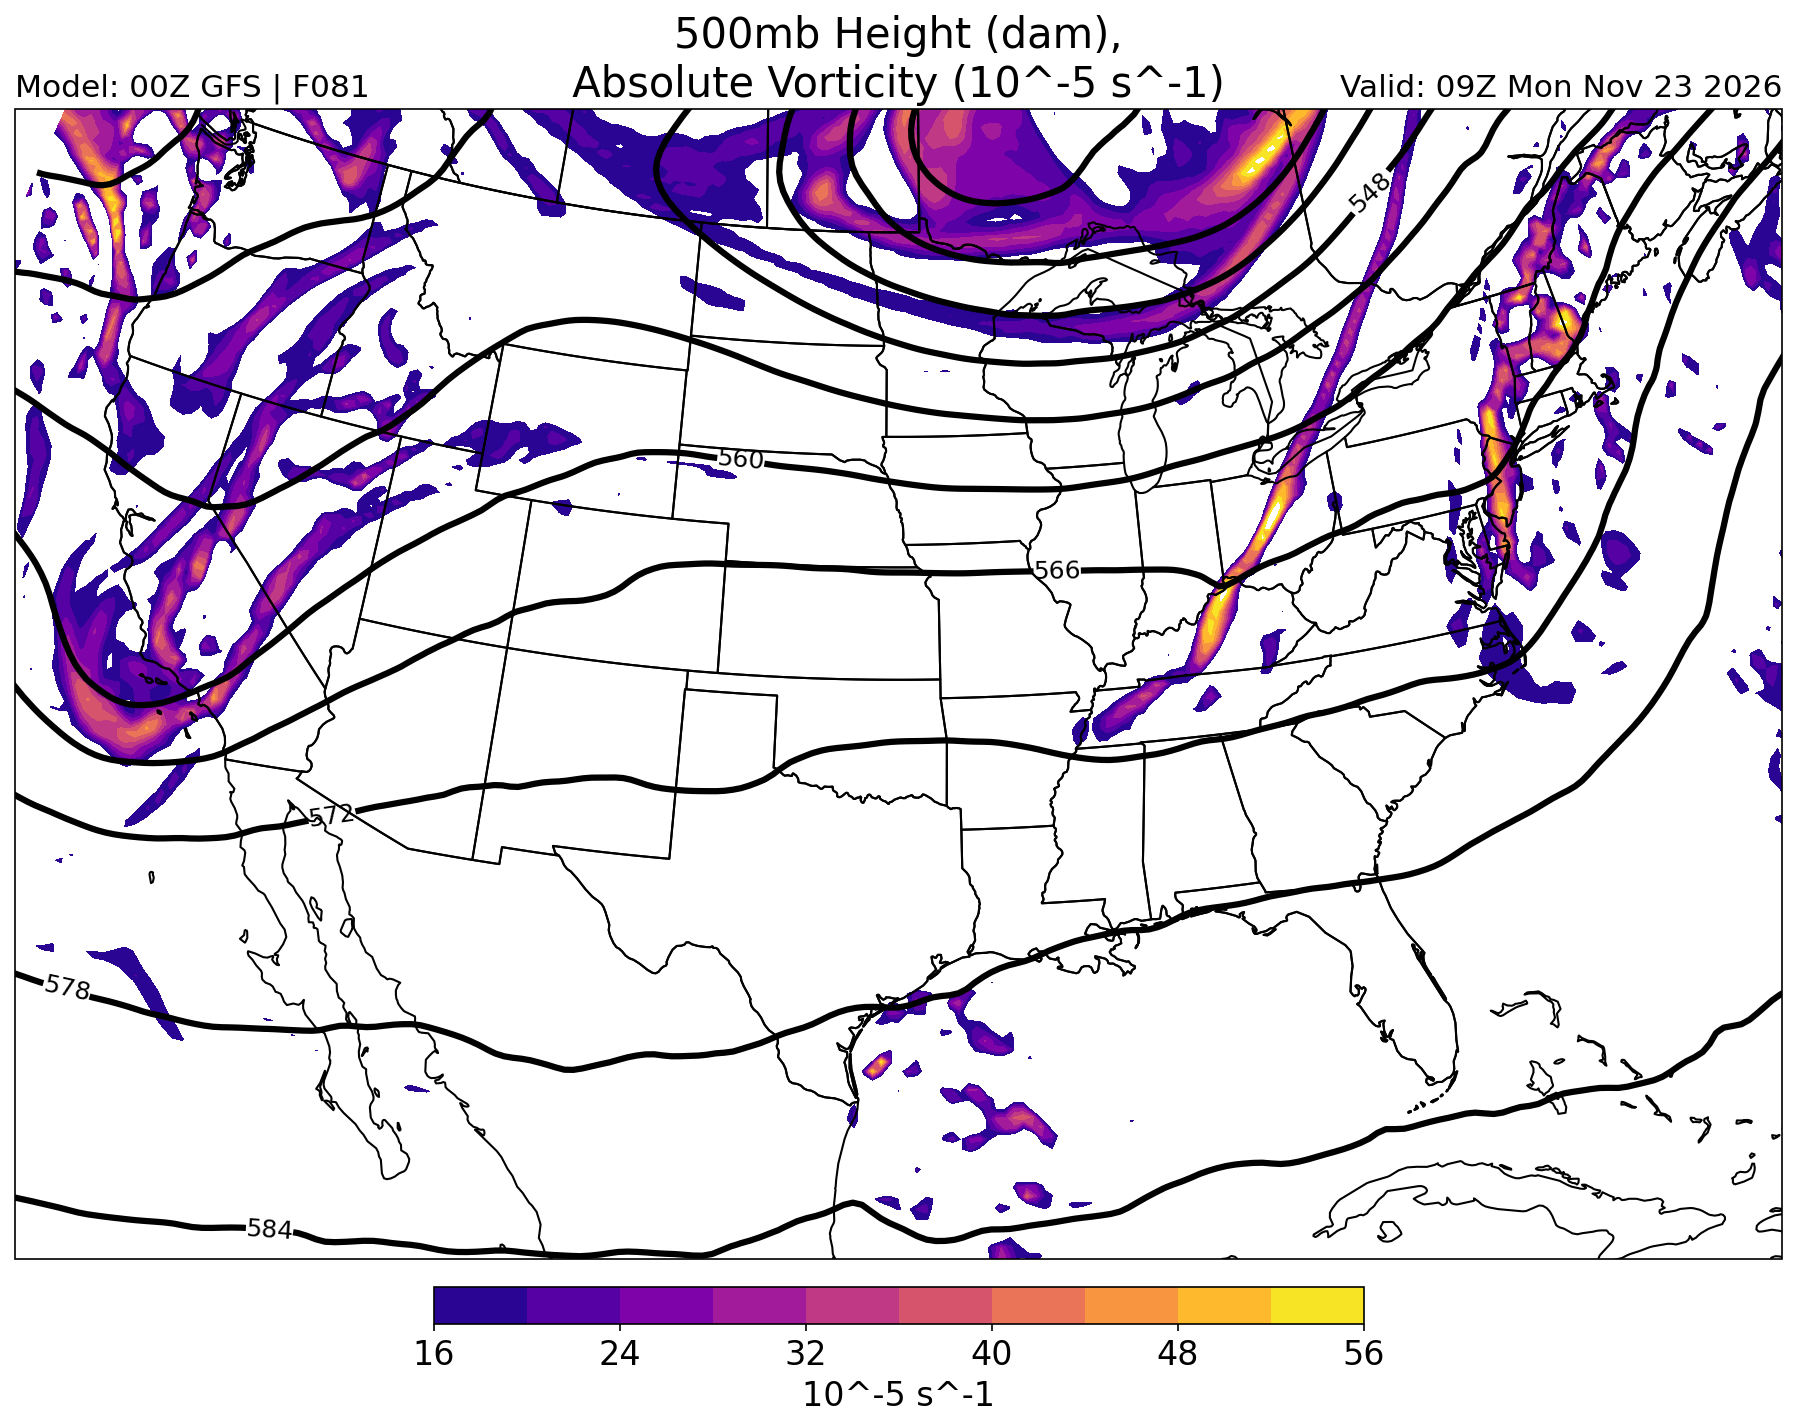 500mb Height (dam),
Absolute Vorticity (10^-5 s^-1)
Model: 00Z GFS | F081
Valid: 09Z Mon Nov 23 2026
548
560
566
572
578
584
16 24 32 40 48 56
10^-5 s^-1